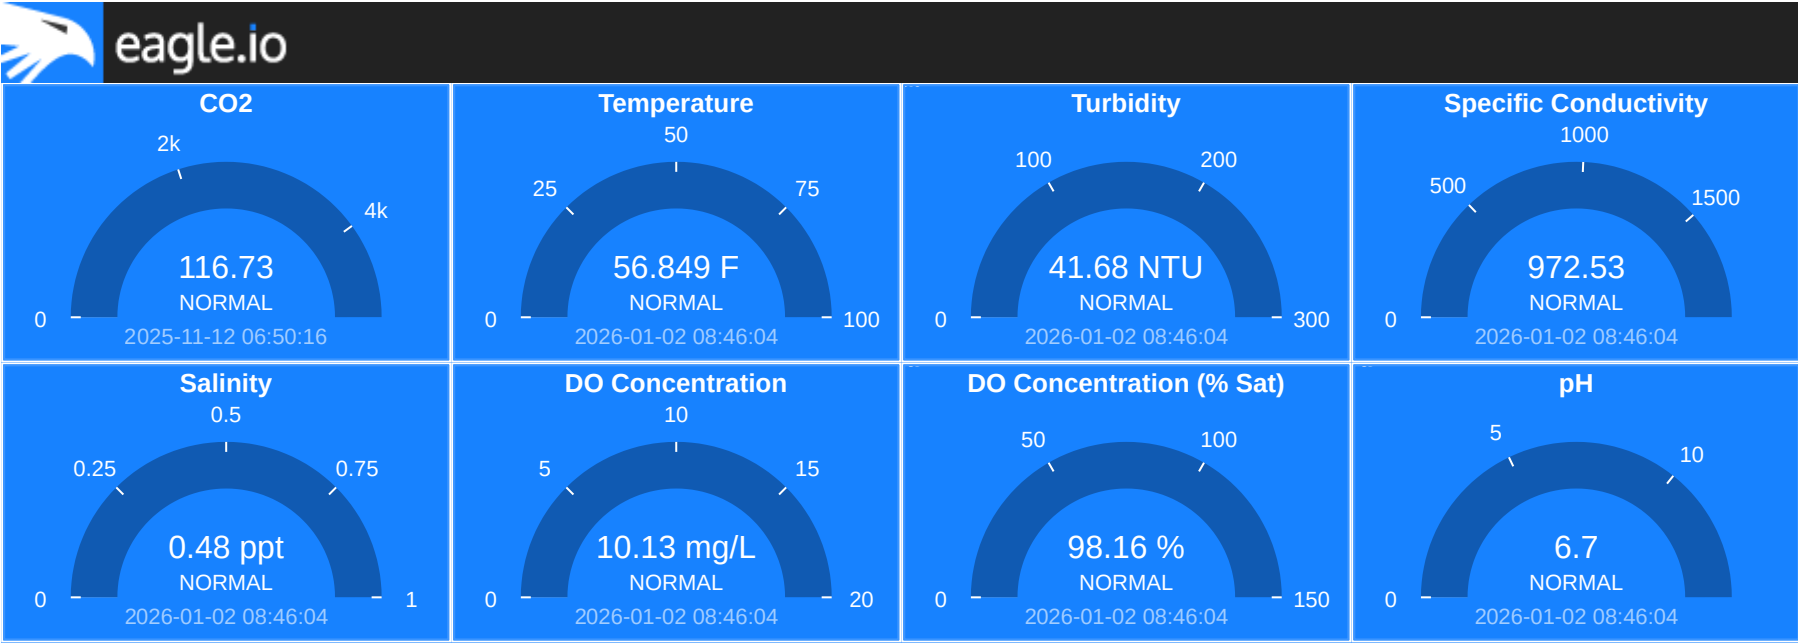 eagle.io
CO2
2k
4k
116.73
NORMAL
0
2025-11-12 06:50:16
Temperature
50
25
75
56.849 F
NORMAL
0
100
2026-01-02 08:46:04
Turbidity
100
200
41.68 NTU
NORMAL
0
300
2026-01-02 08:46:04
Specific Conductivity
1000
500
1500
972.53
NORMAL
0
2026-01-02 08:46:04
Salinity
0.5
0.25
0.75
0.48 ppt
NORMAL
0
1
2026-01-02 08:46:04
DO Concentration
10
5
15
10.13 mg/L
NORMAL
0
20
2026-01-02 08:46:04
DO Concentration (% Sat)
50
100
98.16 %
NORMAL
0
150
2026-01-02 08:46:04
pH
5
10
6.7
NORMAL
0
2026-01-02 08:46:04